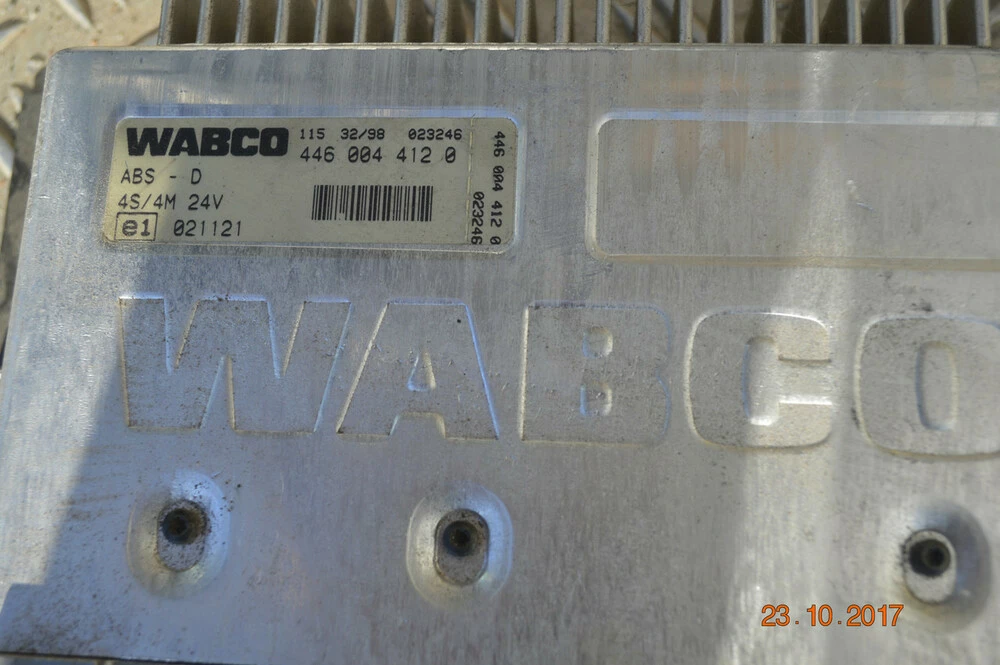 WABCO 115 32/98 023246
446 004 412 0
ABS - D
4S/4M 24V
e1 021121
446 004 412 0
023246
WABCO
23.10.2017